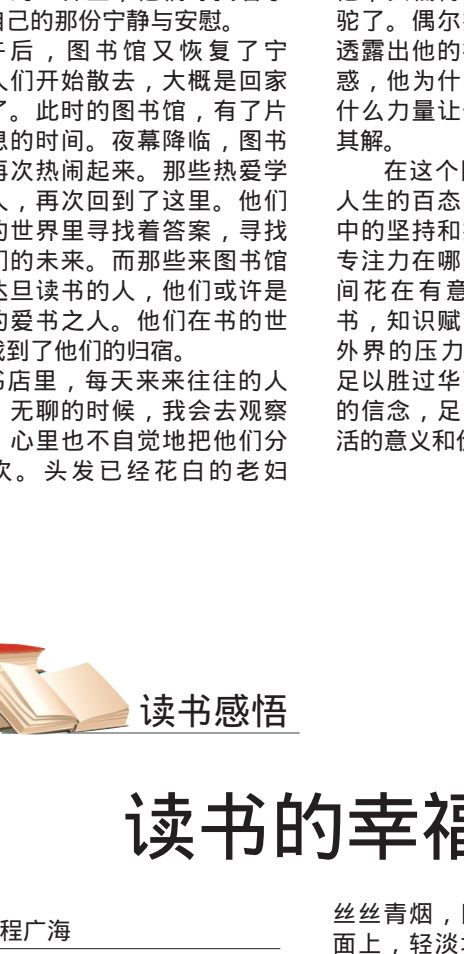 自己的那份宁静与安慰。
午后，图书馆又恢复了宁
人们开始散去，大概是回家
了。此时的图书馆，有了片
息的时间。夜幕降临，图书
再次热闹起来。那些热爱学
人，再次回到了这里。他们
的世界里寻找着答案，寻找
们的未来。而那些来图书馆
达旦读书的人，他们或许是
的爱书之人。他们在书的世
找到了他们的归宿。
书店里，每天来来往往的人
无聊的时候，我会去观察
心里也不自觉地把他们分
次。头发已经花白的老妇
驼了。偶尔
透露出他的
惑，他为什
什么力量让
其解。
在这个
人生的百态
中的坚持和
专注力在哪
间花在有意
书，知识赋
外界的压力
足以胜过华
的信念，足
活的意义和
读书感悟
读书的幸福
程广海
丝丝青烟，
面上，轻淡